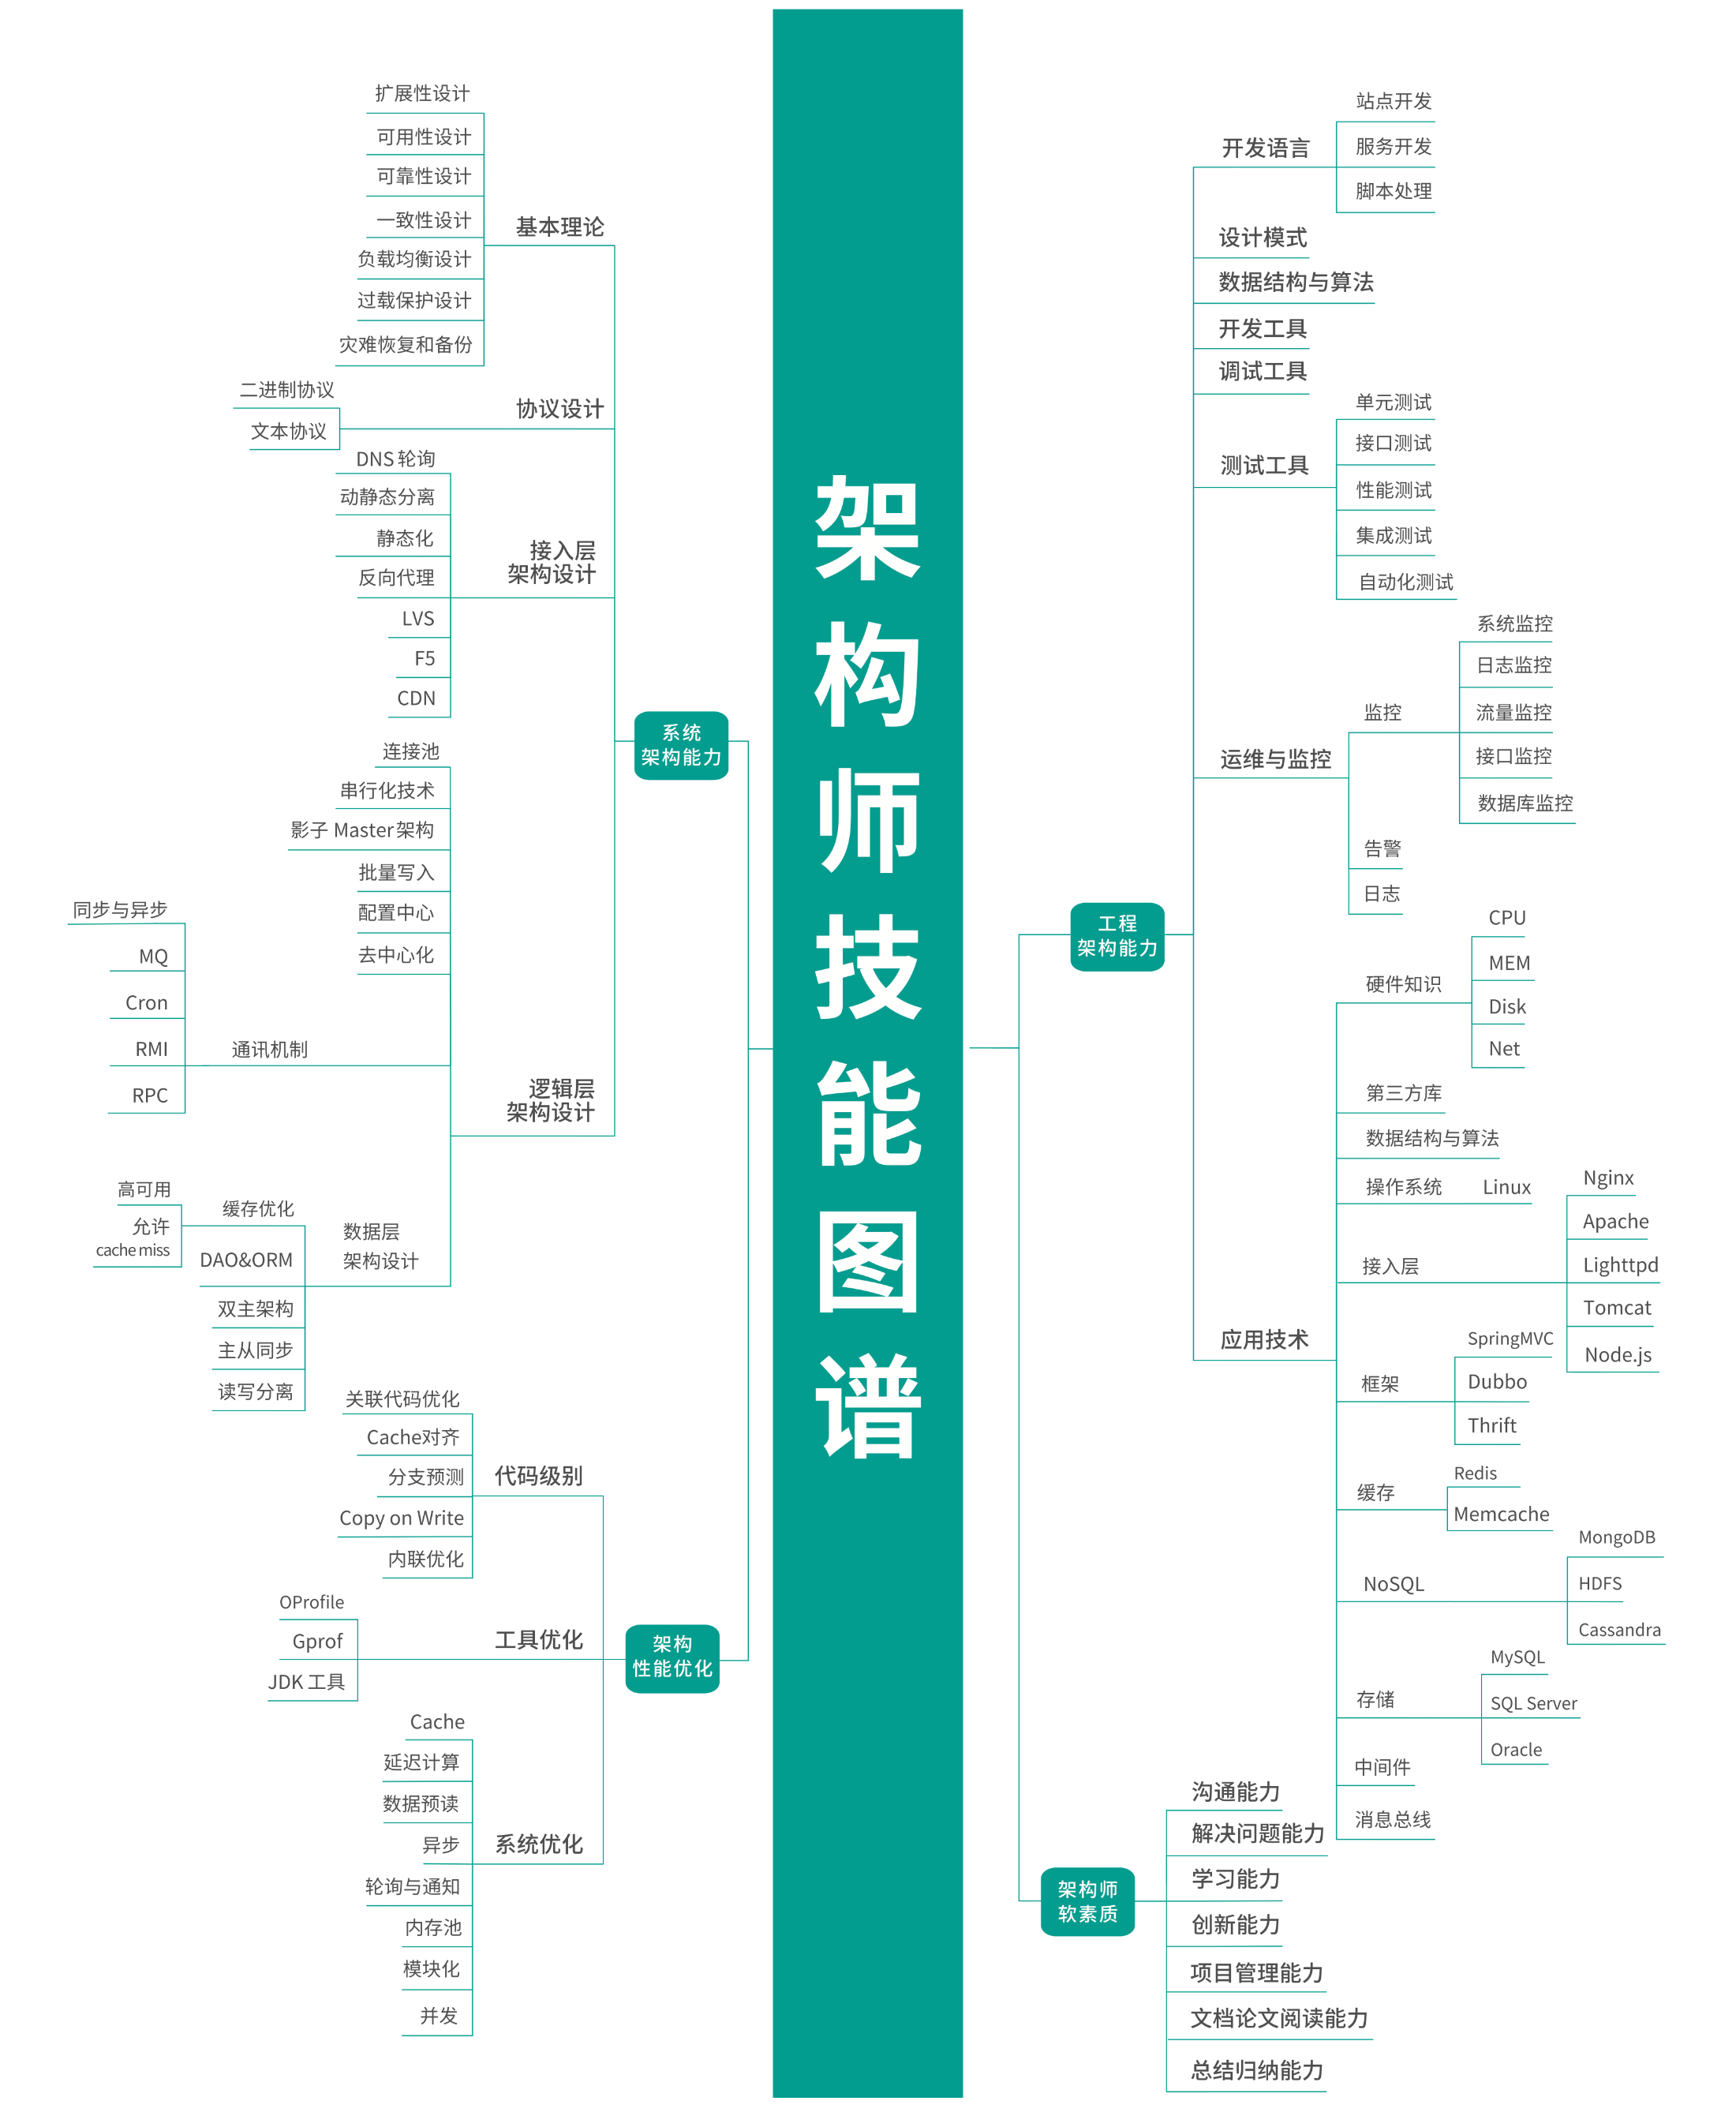 架构师技能图谱
系统
架构能力
基本理论
扩展性设计
可用性设计
可靠性设计
一致性设计
负载均衡设计
过载保护设计
灾难恢复和备份
协议设计
二进制协议
文本协议
接入层
架构设计
DNS 轮询
动静态分离
静态化
反向代理
LVS
F5
CDN
逻辑层
架构设计
连接池
串行化技术
影子 Master 架构
批量写入
配置中心
去中心化
通讯机制
同步与异步
MQ
Cron
RMI
RPC
数据层
架构设计
缓存优化
高可用
允许
cache miss
DAO&ORM
双主架构
主从同步
读写分离
架构
性能优化
代码级别
关联代码优化
Cache对齐
分支预测
Copy on Write
内联优化
工具优化
OProfile
Gprof
JDK 工具
系统优化
Cache
延迟计算
数据预读
异步
轮询与通知
内存池
模块化
并发
工程
架构能力
开发语言
站点开发
服务开发
脚本处理
设计模式
数据结构与算法
开发工具
调试工具
测试工具
单元测试
接口测试
性能测试
集成测试
自动化测试
运维与监控
监控
系统监控
日志监控
流量监控
接口监控
数据库监控
告警
日志
应用技术
硬件知识
CPU
MEM
Disk
Net
第三方库
数据结构与算法
操作系统
Linux
接入层
Nginx
Apache
Lighttpd
Tomcat
Node.js
框架
SpringMVC
Dubbo
Thrift
缓存
Redis
Memcache
NoSQL
MongoDB
HDFS
Cassandra
存储
MySQL
SQL Server
Oracle
中间件
消息总线
架构师
软素质
沟通能力
解决问题能力
学习能力
创新能力
项目管理能力
文档论文阅读能力
总结归纳能力